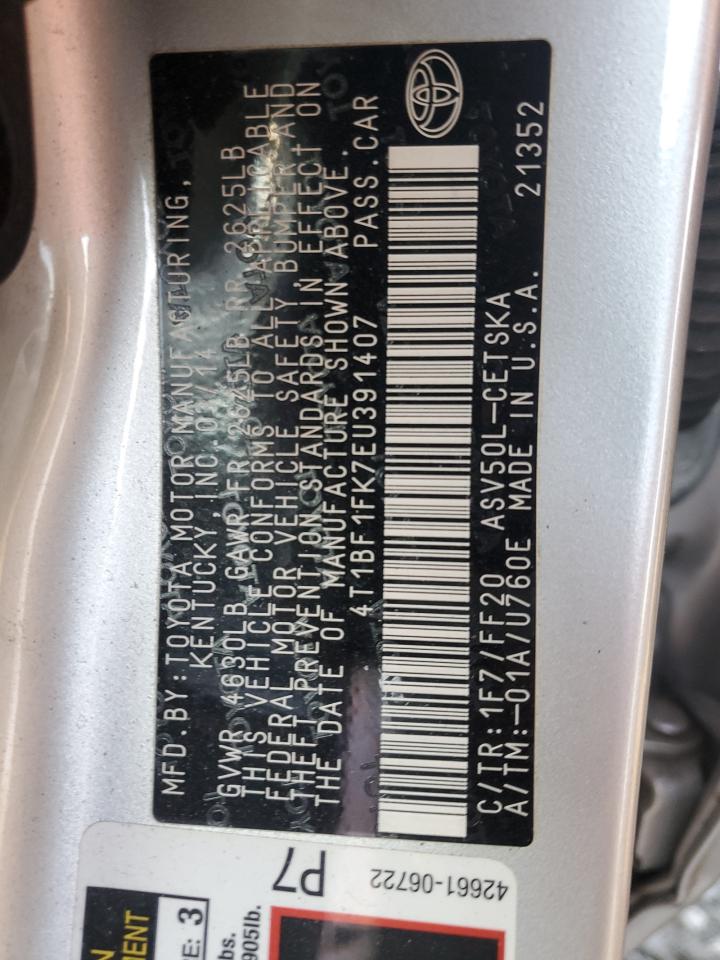 MFD.BY:TOYOTA MOTOR MANUFACTURING,
KENTUCKY,INC. 14
GVWR 4630LB GAWR FR 2625LB RR 2625LB
THIS VEHICLE CONFORMS TO ALL APPLICABLE
FEDERAL MOTOR VEHICLE SAFETY, BUMPER, AND
THEFT PREVENTION STANDARDS IN EFFECT ON
THE DATE OF MANUFACTURE SHOWN ABOVE.
4T1BF1FK7EU391407 PASS.CAR
C/TR:1F7/FF20 ASV50L-CETSKA 21352
A/TM:-01A/U760E MADE IN U.S.A.
P7
42661-06722
3
905lb.